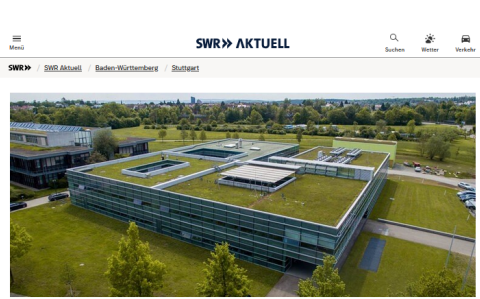 Menü
SWR» AKTUELL
Suchen
Wetter
Verkehr
SWR» / SWR Aktuell / Baden-Württemberg / Stuttgart